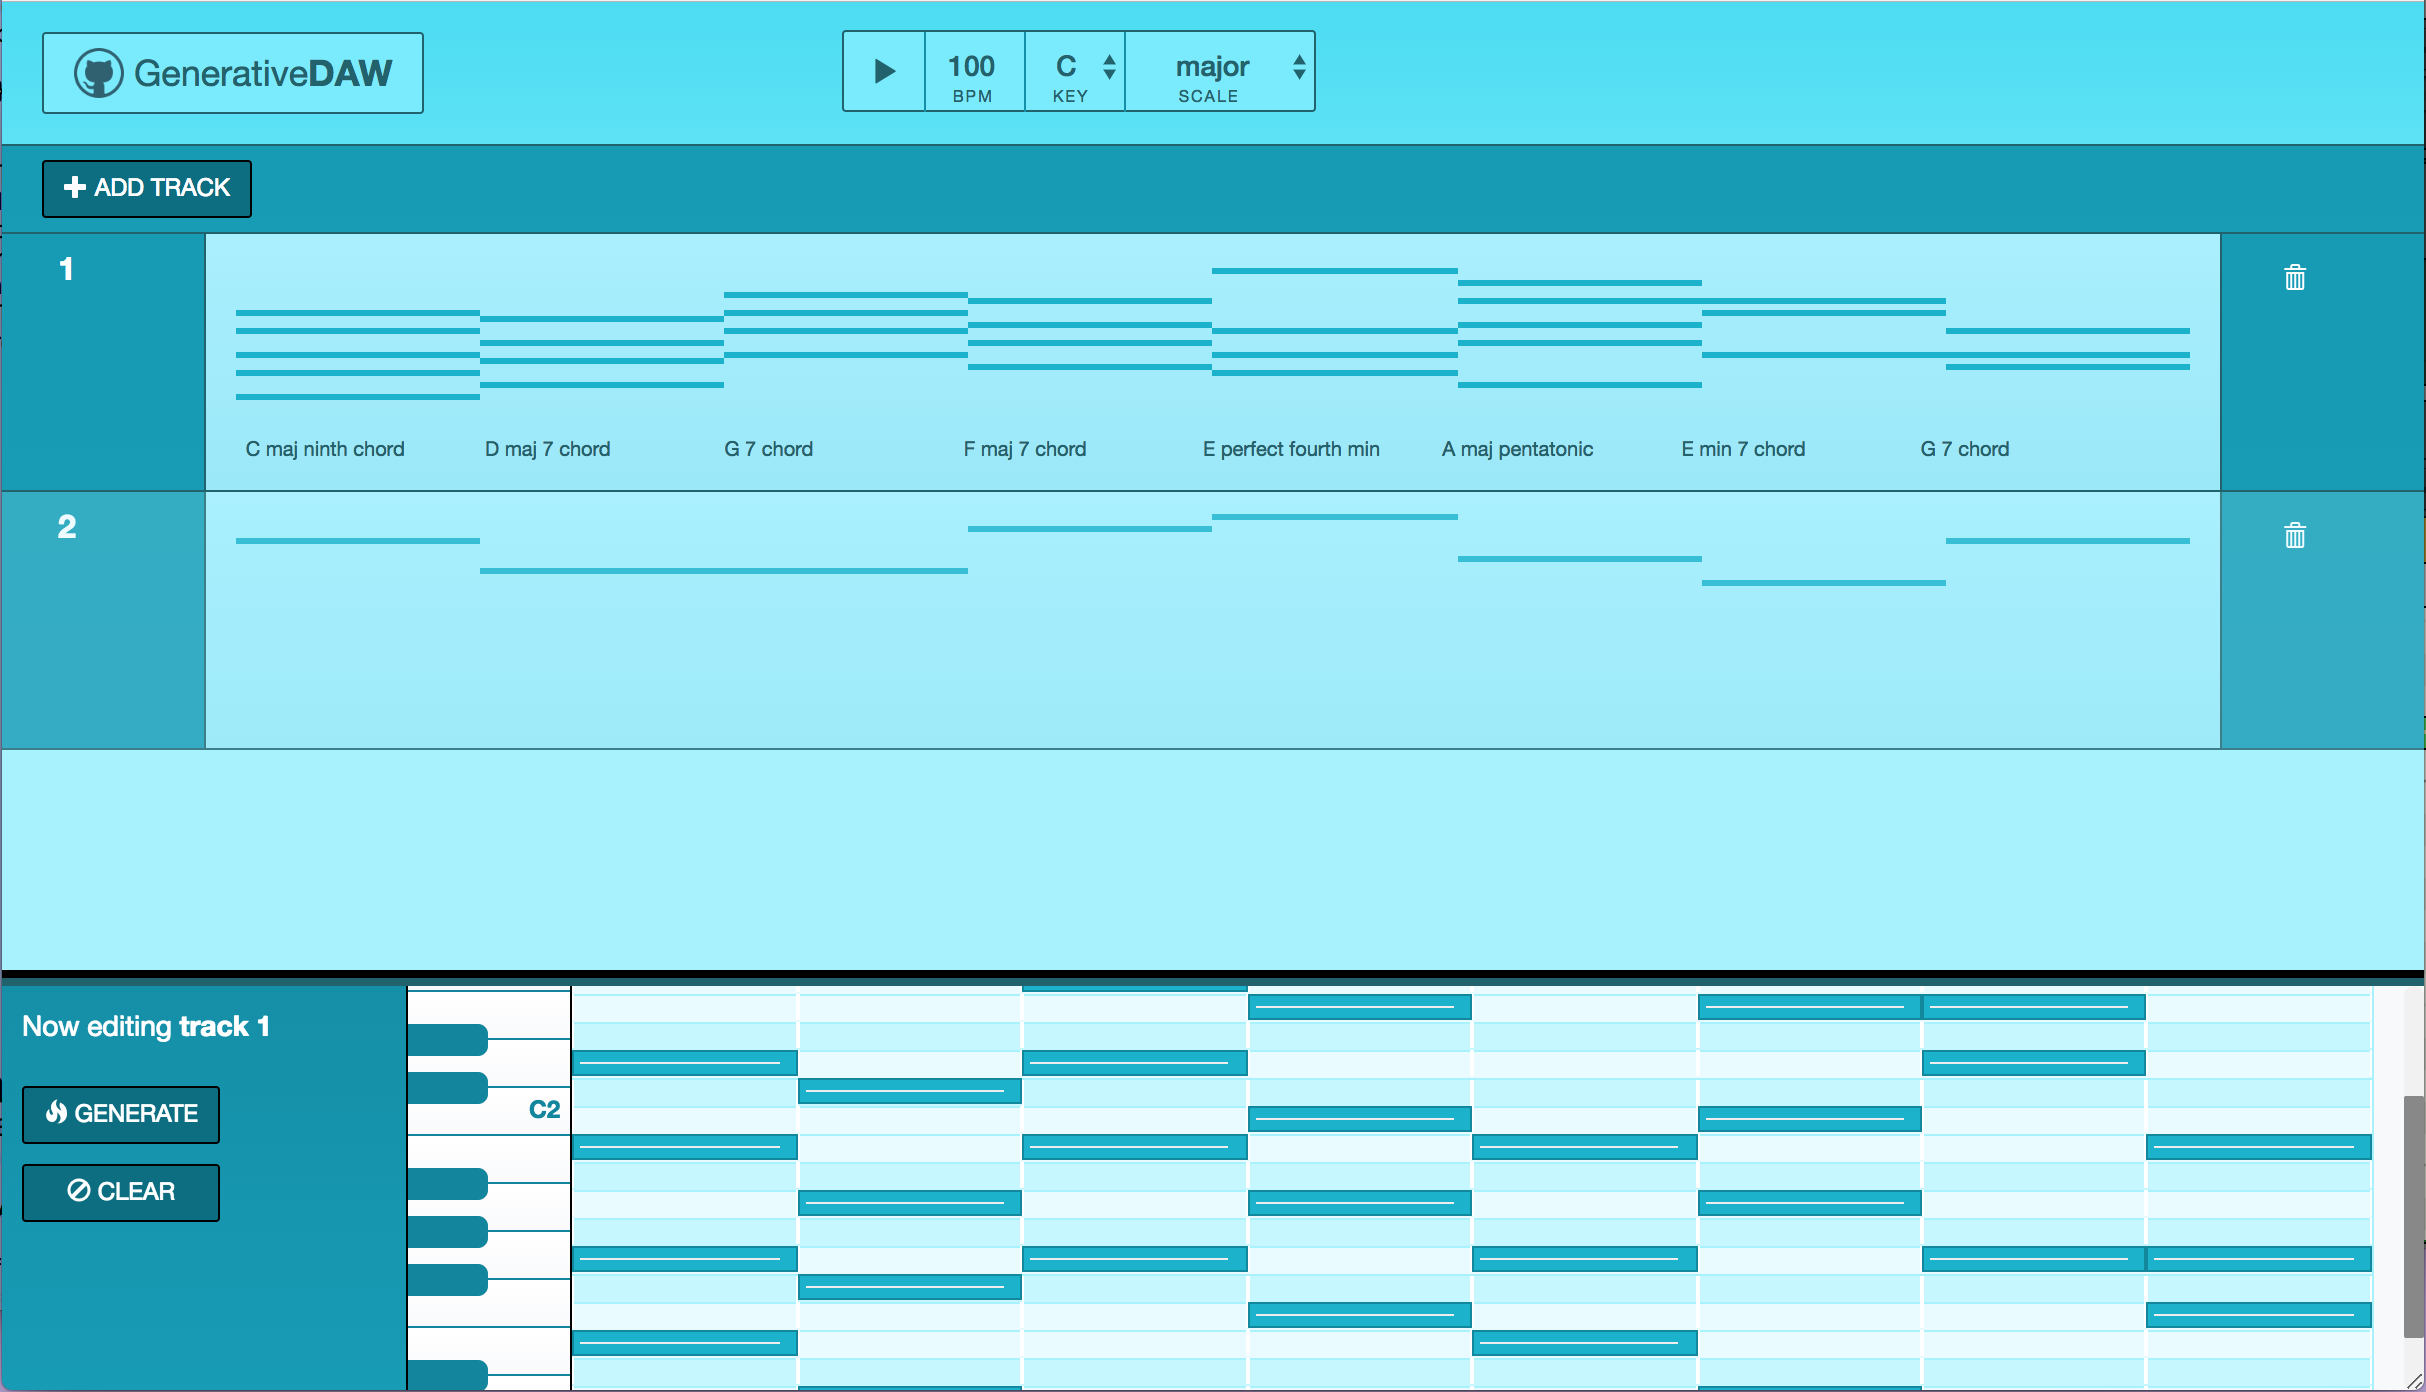 GenerativeDAW
100
BPM
C
KEY
major
SCALE
ADD TRACK
1
C maj ninth chord
D maj 7 chord
G 7 chord
F maj 7 chord
E perfect fourth min
A maj pentatonic
E min 7 chord
G 7 chord
2
Now editing track 1
GENERATE
CLEAR
C2